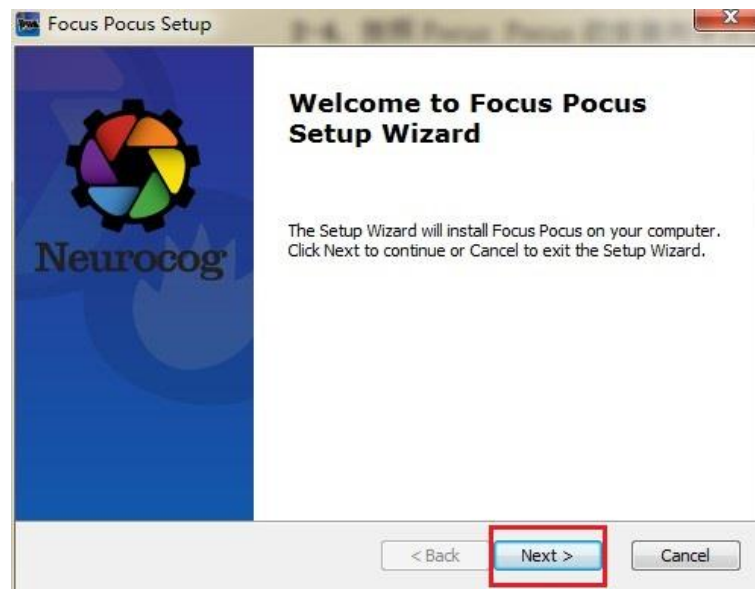 Focus Pocus Setup
Welcome to Focus Pocus
Setup Wizard
The Setup Wizard will install Focus Pocus on your computer.
Click Next to continue or Cancel to exit the Setup Wizard.
Neurocog
< Back
Next >
Cancel